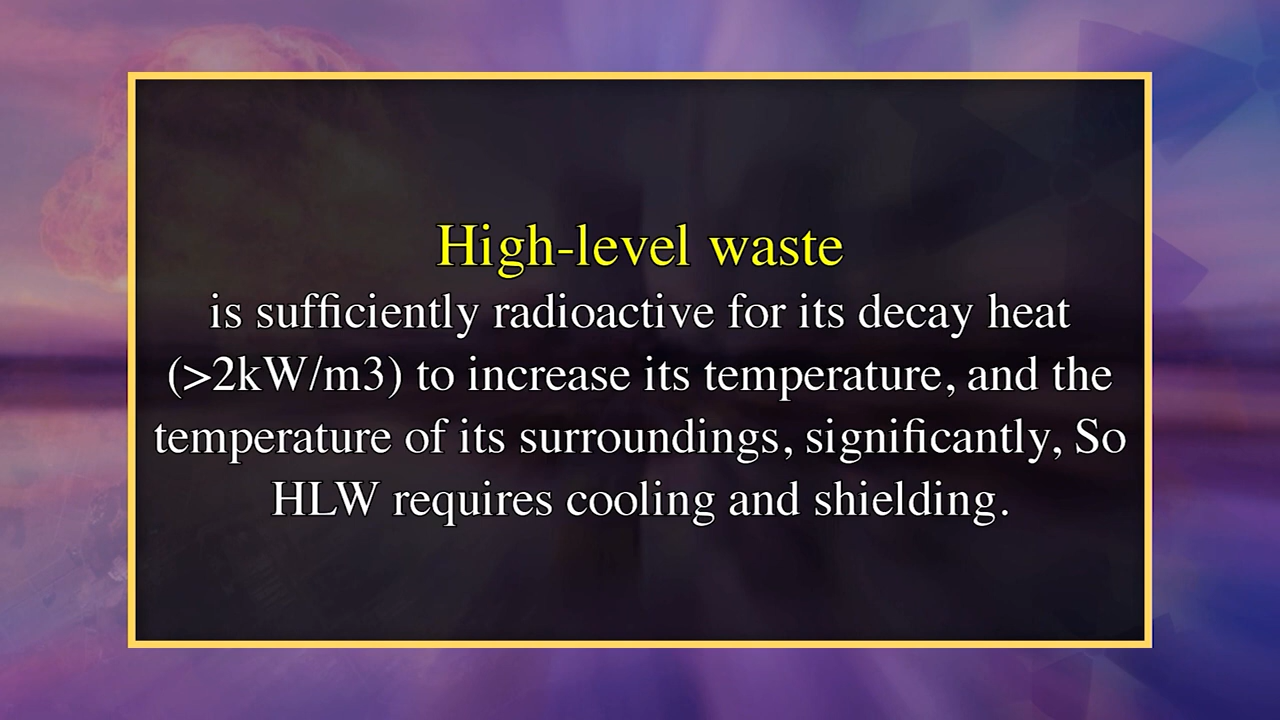 High-level waste
is sufficiently radioactive for its decay heat
(>2kW/m3) to increase its temperature, and the
temperature of its surroundings, significantly, So
HLW requires cooling and shielding.